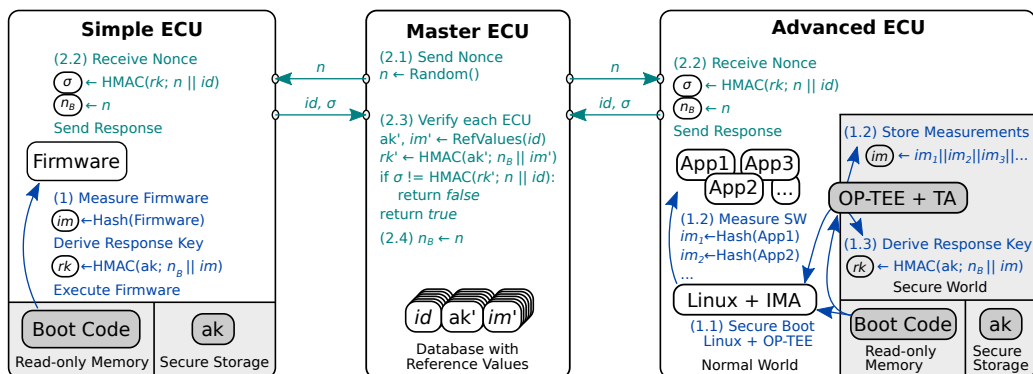 Simple ECU
(2.2) Receive Nonce
σ ← HMAC(rk; n || id)
n_B ← n
Send Response
Firmware
(1) Measure Firmware
im ←Hash(Firmware)
Derive Response Key
rk ←HMAC(ak; n_B || im)
Execute Firmware
Boot Code
ak
Read-only Memory
Secure Storage
n
id, σ
Master ECU
(2.1) Send Nonce
n ← Random()
(2.3) Verify each ECU
ak', im' ← RefValues(id)
rk' ← HMAC(ak'; n_B || im')
if σ != HMAC(rk'; n || id):
return false
return true
(2.4) n_B ← n
id ak' im'
Database with
Reference Values
n
id, σ
Advanced ECU
(2.2) Receive Nonce
σ ← HMAC(rk; n || id)
n_B ← n
Send Response
App1 App3
App2 ...
(1.2) Measure SW
im₁←Hash(App1)
im₂←Hash(App2)
...
Linux + IMA
(1.1) Secure Boot
Linux + OP-TEE
Normal World
(1.2) Store Measurements
im ← im₁||im₂||im₃||...
OP-TEE + TA
(1.3) Derive Response Key
rk ← HMAC(ak; n_B || im)
Secure World
Boot Code
ak
Read-only
Memory
Secure
Storage